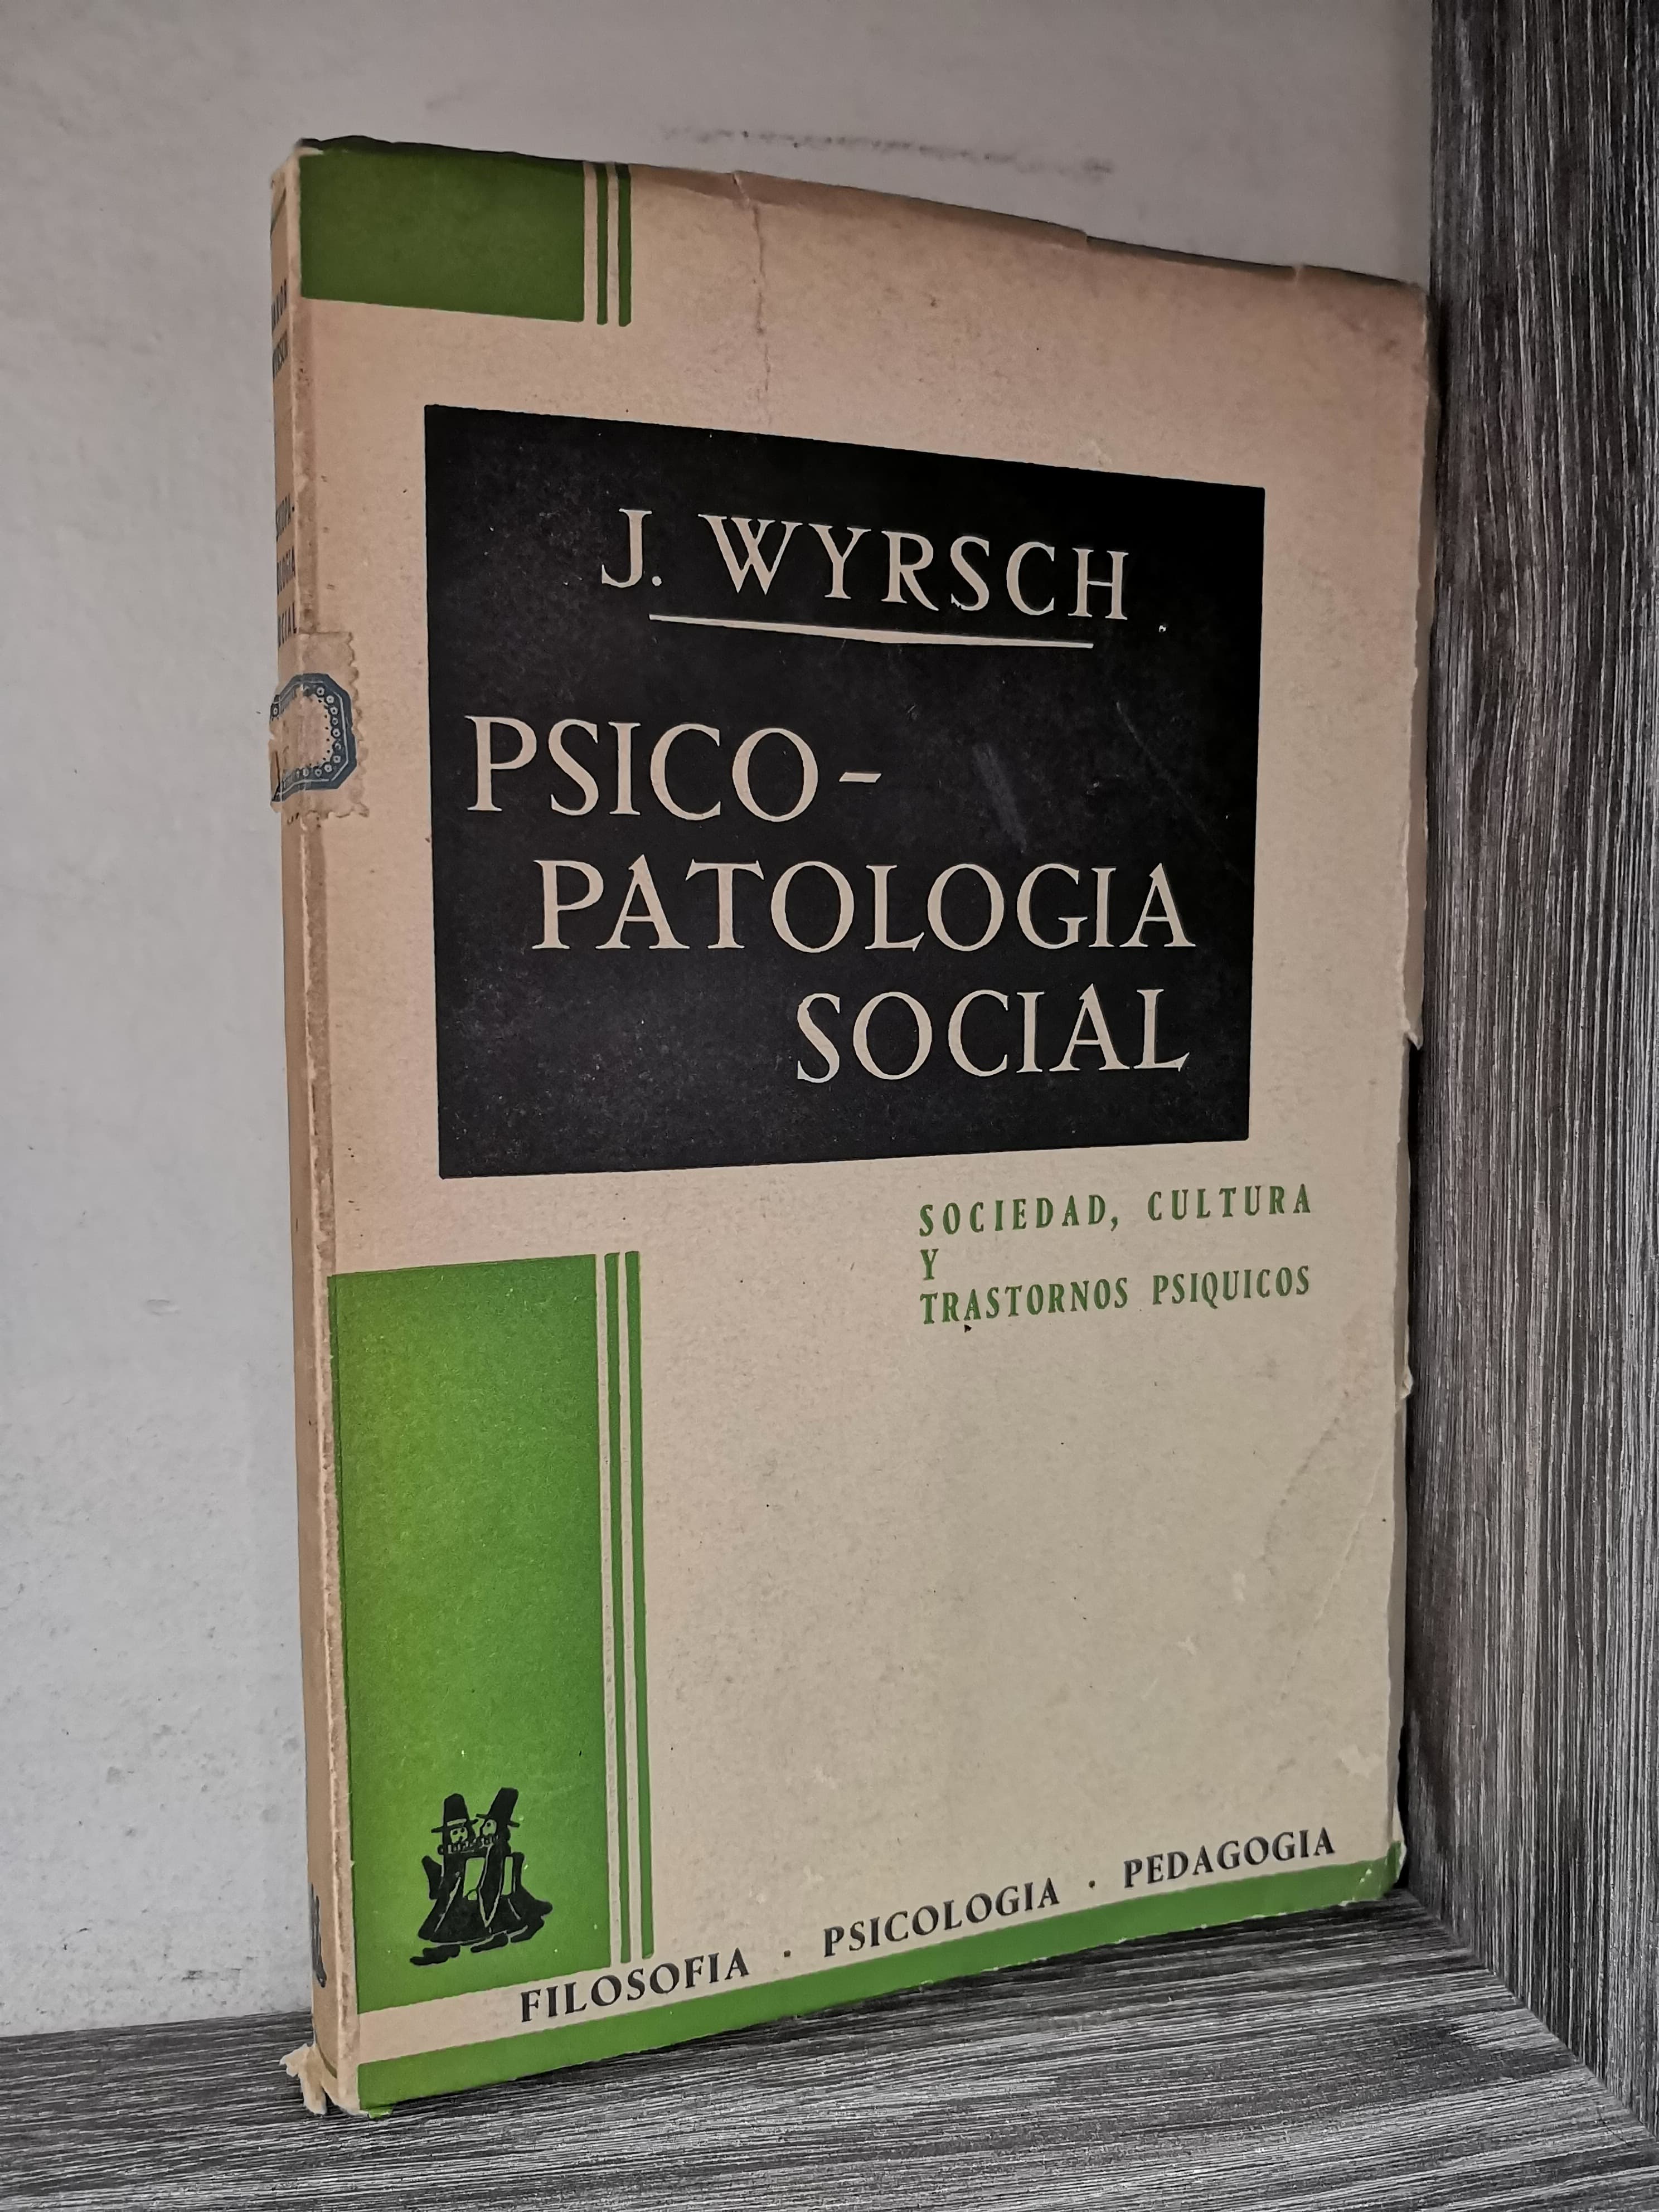 J. WYRSCH
PSICO-
PATOLOGIA
SOCIAL
SOCIEDAD, CULTURA
Y
TRASTORNOS PSIQUICOS
FILOSOFIA · PSICOLOGIA · PEDAGOGIA